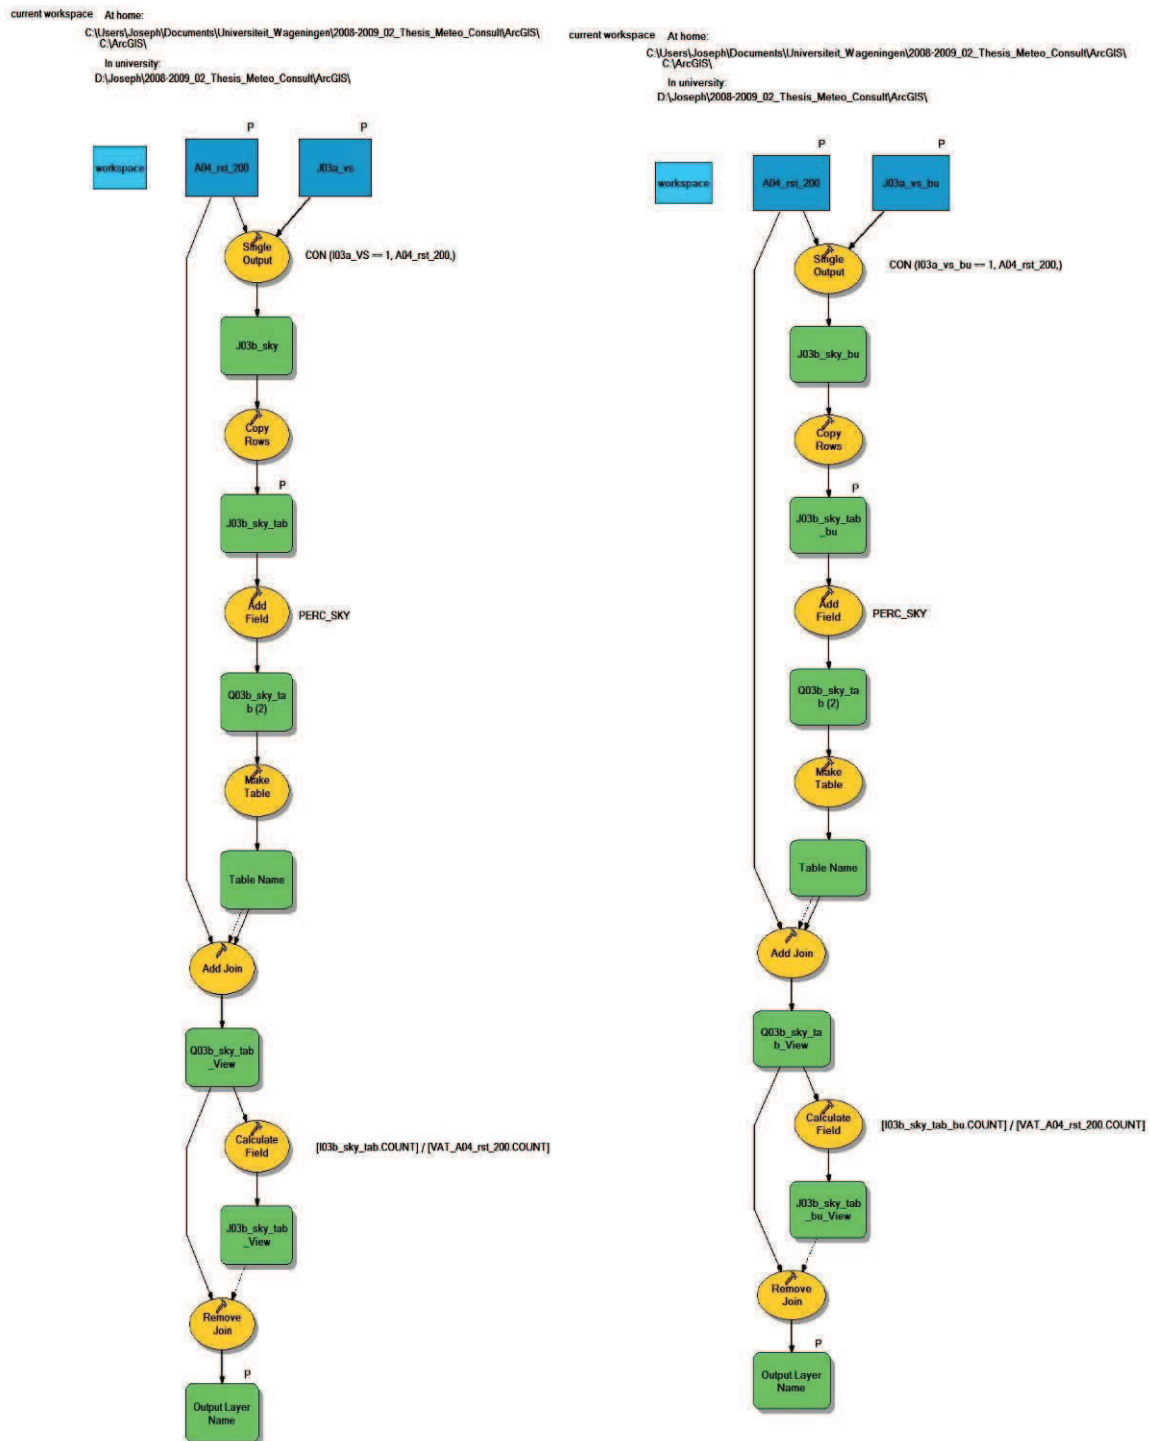 current workspace At home:
C:\Users\Joseph\Documents\Universiteit_Wageningen\2008-2009_02_Thesis_Meteo_Consult\ArcGIS\
C:\ArcGIS\
In university:
D:\Joseph\2008-2009_02_Thesis_Meteo_Consult\ArcGIS\
P
P
workspace
A04_rst_200
J03a_vs
Single
Output
CON (I03a_VS == 1, A04_rst_200,)
J03b_sky
Copy
Rows
P
J03b_sky_tab
Add
Field
PERC_SKY
Q03b_sky_ta
b (2)
Make
Table
Table Name
Add Join
Q03b_sky_tab
_View
Calculate
Field
[I03b_sky_tab.COUNT] / [VAT_A04_rst_200.COUNT]
J03b_sky_tab
_View
Remove
Join
P
Output Layer
Name
current workspace At home:
C:\Users\Joseph\Documents\Universiteit_Wageningen\2008-2009_02_Thesis_Meteo_Consult\ArcGIS\
C:\ArcGIS\
In university:
D:\Joseph\2008-2009_02_Thesis_Meteo_Consult\ArcGIS\
P
P
workspace
A04_rst_200
J03a_vs_bu
Single
Output
CON (I03a_vs_bu == 1, A04_rst_200,)
J03b_sky_bu
Copy
Rows
P
J03b_sky_tab
_bu
Add
Field
PERC_SKY
Q03b_sky_ta
b (2)
Make
Table
Table Name
Add Join
Q03b_sky_ta
b_View
Calculate
Field
[I03b_sky_tab_bu.COUNT] / [VAT_A04_rst_200.COUNT]
J03b_sky_tab
_bu_View
Remove
Join
P
Output Layer
Name